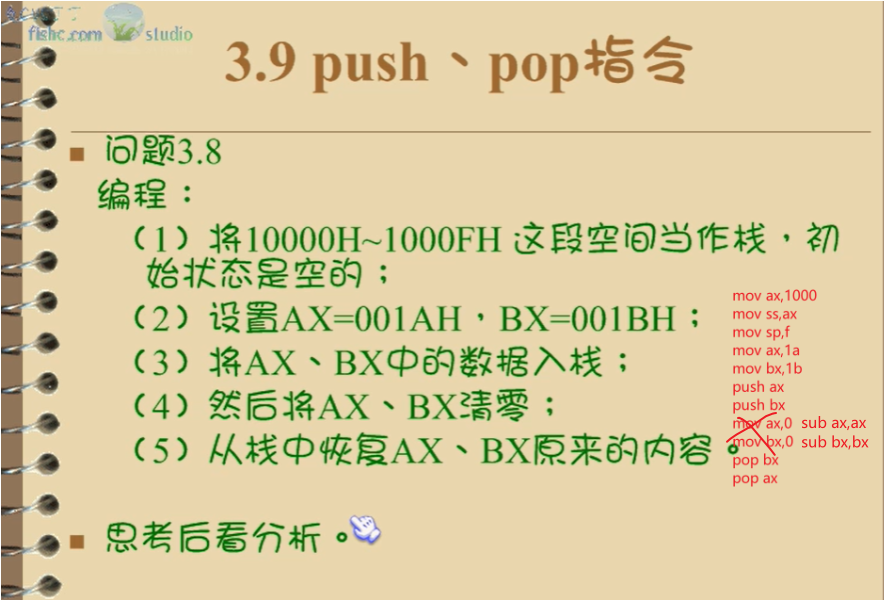 fishc.com studio
3.9 push、pop指令
问题3.8
编程：
（1）将10000H~1000FH 这段空间当作栈，初
始状态是空的；
（2）设置AX=001AH，BX=001BH；
（3）将AX、BX中的数据入栈；
（4）然后将AX、BX清零；
（5）从栈中恢复AX、BX原来的内容。
思考后看分析。
mov ax,1000
mov ss,ax
mov sp,f
mov ax,1a
mov bx,1b
push ax
push bx
mov ax,0 sub ax,ax
mov bx,0 sub bx,bx
pop bx
pop ax